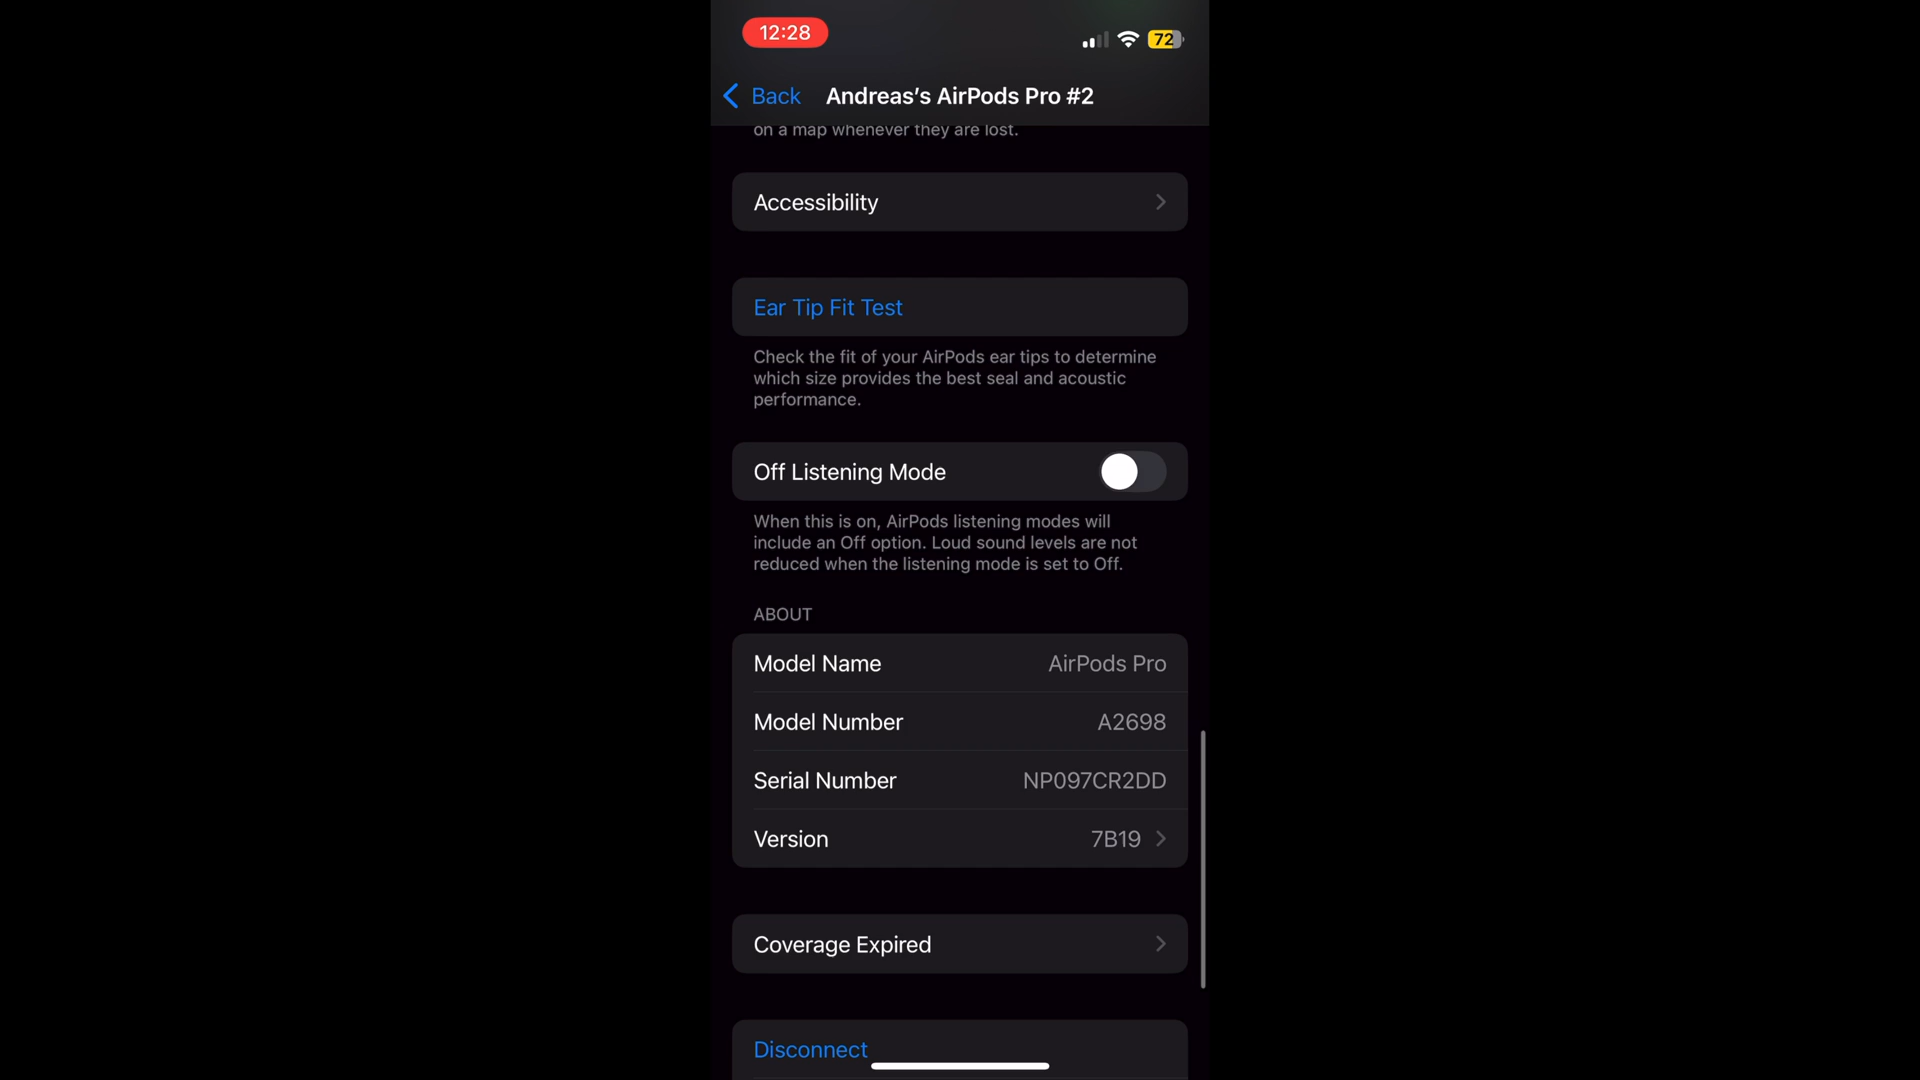 12:28
72
Back
Andreas’s AirPods Pro #2
on a map whenever they are lost.
Accessibility
Ear Tip Fit Test
Check the fit of your AirPods ear tips to determine
which size provides the best seal and acoustic
performance.
Off Listening Mode
When this is on, AirPods listening modes will
include an Off option. Loud sound levels are not
reduced when the listening mode is set to Off.
ABOUT
Model Name AirPods Pro
Model Number A2698
Serial Number NP097CR2DD
Version 7B19
Coverage Expired
Disconnect